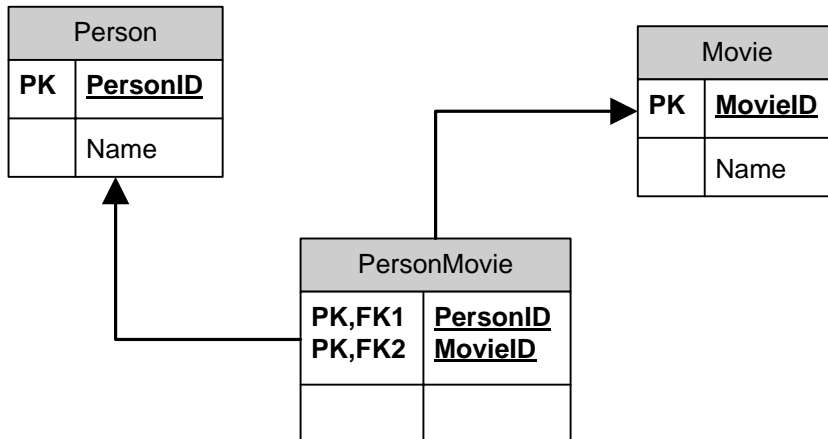 Person
PK PersonID
Name
Movie
PK MovieID
Name
PersonMovie
PK,FK1 PersonID
PK,FK2 MovieID